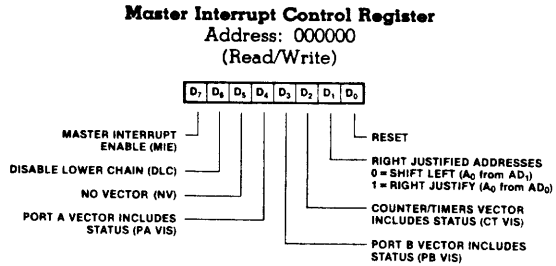 Master Interrupt Control Register
Address: 000000
(Read/Write)
D₇ D₆ D₅ D₄ D₃ D₂ D₁ D₀
MASTER INTERRUPT
ENABLE (MIE)
DISABLE LOWER CHAIN (DLC)
NO VECTOR (NV)
PORT A VECTOR INCLUDES
STATUS (PA VIS)
RESET
RIGHT JUSTIFIED ADDRESSES
0 = SHIFT LEFT (A₀ from AD₁)
1 = RIGHT JUSTIFY (A₀ from AD₀)
COUNTER/TIMERS VECTOR
INCLUDES STATUS (CT VIS)
PORT B VECTOR INCLUDES
STATUS (PB VIS)